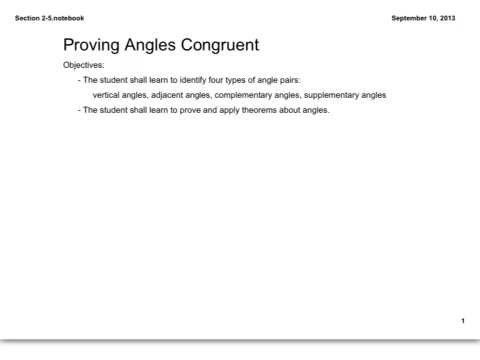 Section 2-5.notebook
September 10, 2013
Proving Angles Congruent
Objectives:
- The student shall learn to identify four types of angle pairs:
vertical angles, adjacent angles, complementary angles, supplementary angles
- The student shall learn to prove and apply theorems about angles.
1